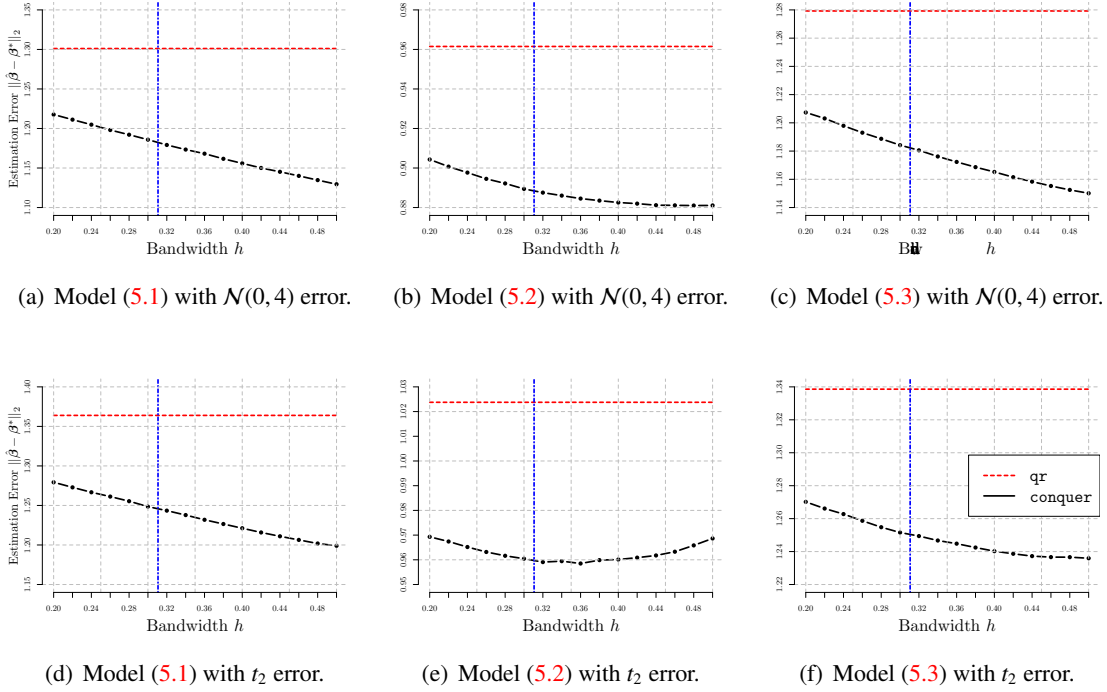 Estimation Error ||β̂ − β*||₂
1.10 1.15 1.20 1.25 1.30 1.35
0.20 0.24 0.28 0.32 0.36 0.40 0.44 0.48
Bandwidth h
(a) Model (5.1) with N(0, 4) error.
0.88 0.90 0.92 0.94 0.96 0.98
0.20 0.24 0.28 0.32 0.36 0.40 0.44 0.48
Bandwidth h
(b) Model (5.2) with N(0, 4) error.
1.14 1.16 1.18 1.20 1.22 1.24 1.26 1.28
0.20 0.24 0.28 0.32 0.36 0.40 0.44 0.48
h
(c) Model (5.3) with N(0, 4) error.
Estimation Error ||β̂ − β*||₂
1.15 1.20 1.25 1.30 1.35 1.40
0.20 0.24 0.28 0.32 0.36 0.40 0.44 0.48
Bandwidth h
(d) Model (5.1) with t₂ error.
0.95 0.96 0.97 0.98 0.99 1.00 1.01 1.02 1.03
0.20 0.24 0.28 0.32 0.36 0.40 0.44 0.48
Bandwidth h
(e) Model (5.2) with t₂ error.
1.22 1.24 1.26 1.28 1.30 1.32 1.34
qr
conquer
0.20 0.24 0.28 0.32 0.36 0.40 0.44 0.48
Bandwidth h
(f) Model (5.3) with t₂ error.